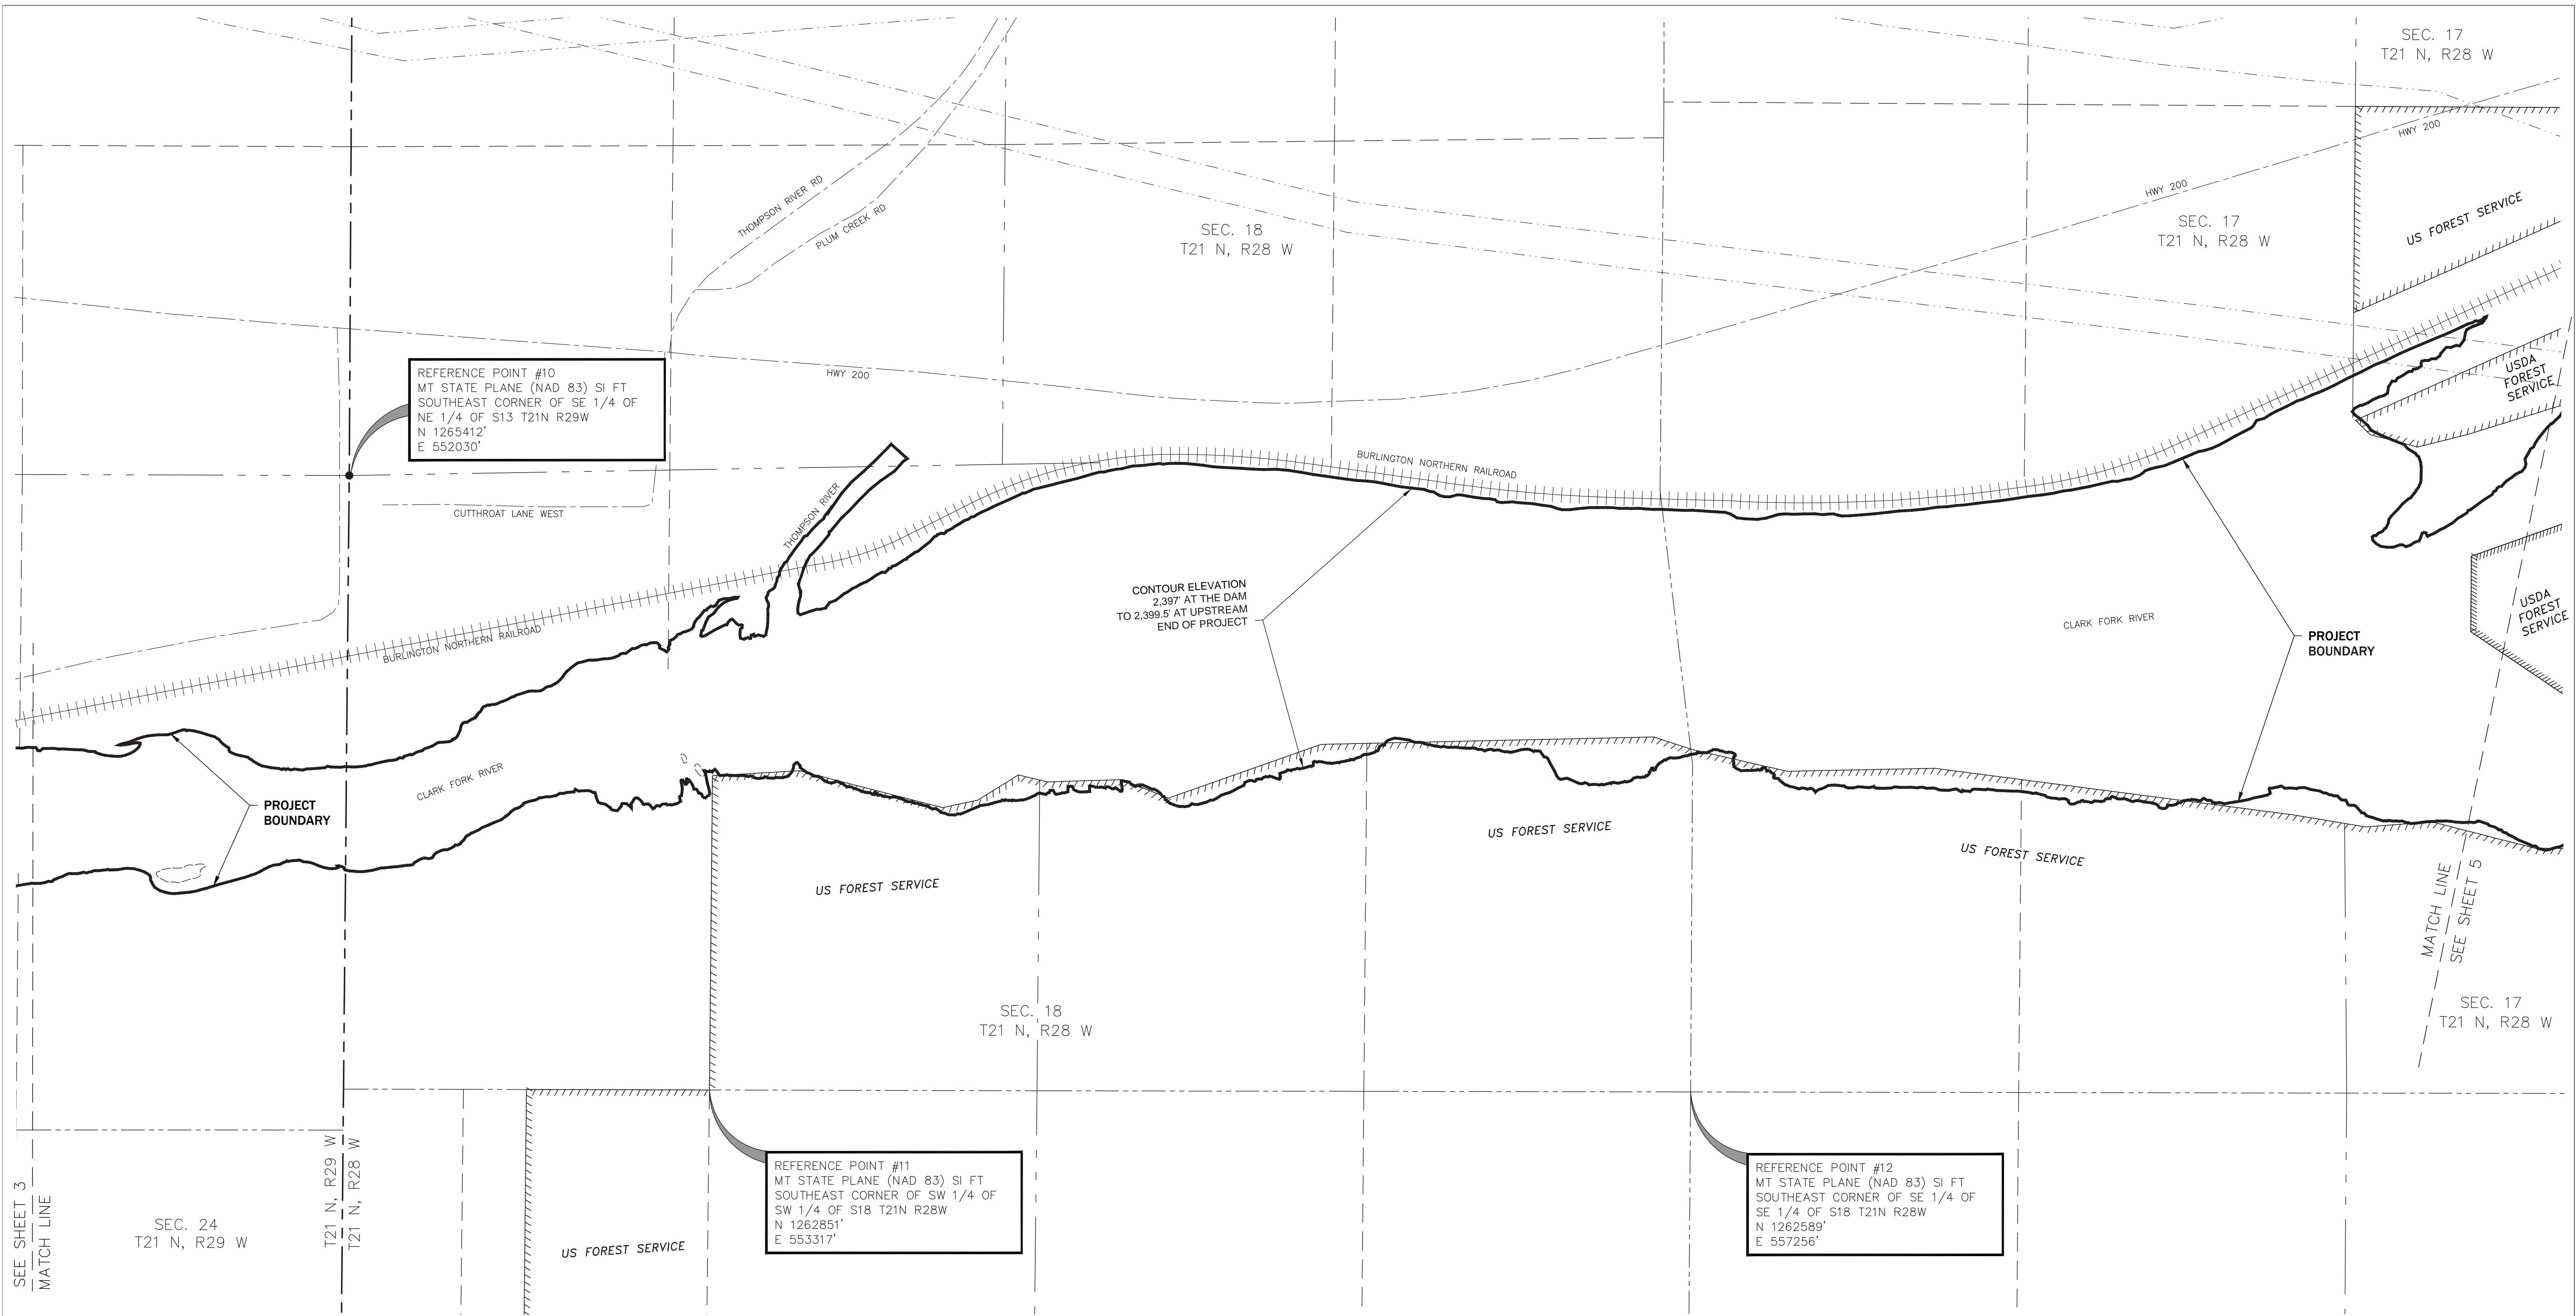 SEC. 17
T21 N, R28 W
HWY 200
US FOREST SERVICE
HWY 200
SEC. 17
T21 N, R28 W
THOMPSON RIVER RD
PLUM CREEK RD
SEC. 18
T21 N, R28 W
HWY 200
REFERENCE POINT #10
MT STATE PLANE (NAD 83) SI FT
SOUTHEAST CORNER OF SE 1/4 OF
NE 1/4 OF S13 T21N R29W
N 1265412'
E 552030'
CUTTHROAT LANE WEST
THOMPSON RIVER
BURLINGTON NORTHERN RAILROAD
USDA
FOREST
SERVICE
BURLINGTON NORTHERN RAILROAD
CONTOUR ELEVATION
2,397' AT THE DAM
TO 2,399.5' AT UPSTREAM
END OF PROJECT
CLARK FORK RIVER
PROJECT
BOUNDARY
USDA
FOREST
SERVICE
CLARK FORK RIVER
PROJECT
BOUNDARY
US FOREST SERVICE
US FOREST SERVICE
US FOREST SERVICE
MATCH LINE
SEE SHEET 5
SEC. 18
T21 N, R28 W
SEC. 17
T21 N, R28 W
SEE SHEET 3
MATCH LINE
SEC. 24
T21 N, R29 W
T21 N, R29 W
T21 N, R28 W
US FOREST SERVICE
REFERENCE POINT #11
MT STATE PLANE (NAD 83) SI FT
SOUTHEAST CORNER OF SW 1/4 OF
SW 1/4 OF S18 T21N R28W
N 1262851'
E 553317'
REFERENCE POINT #12
MT STATE PLANE (NAD 83) SI FT
SOUTHEAST CORNER OF SE 1/4 OF
SE 1/4 OF S18 T21N R28W
N 1262589'
E 557256'